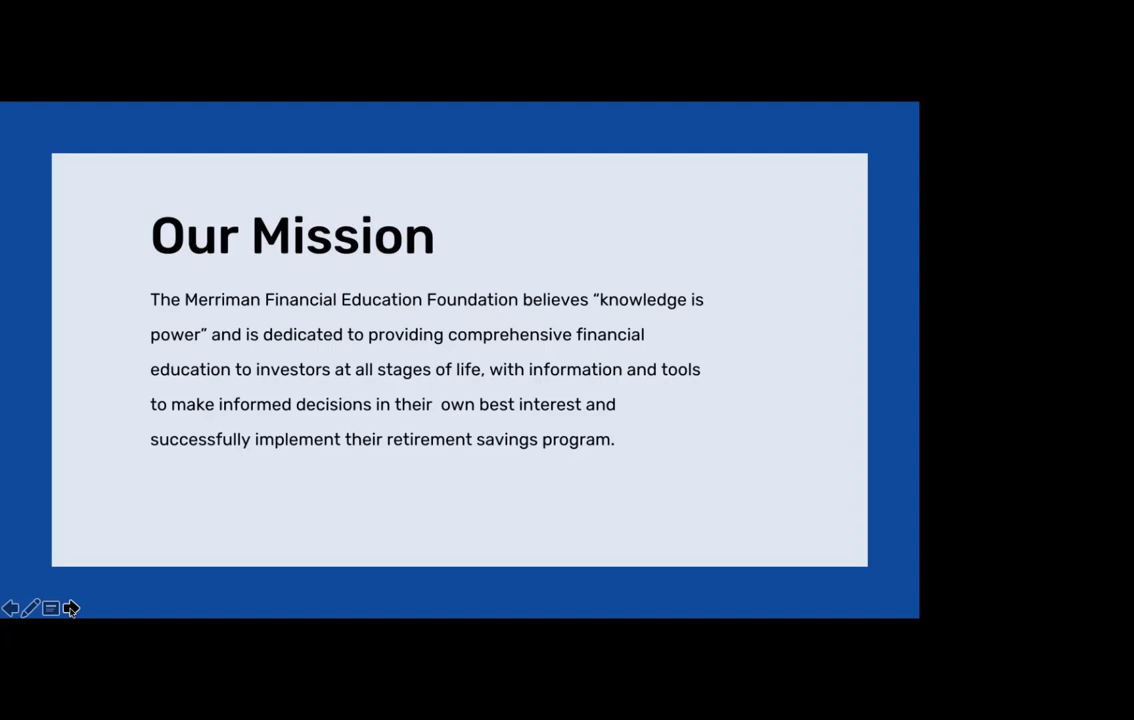 Our Mission
The Merriman Financial Education Foundation believes “knowledge is
power” and is dedicated to providing comprehensive financial
education to investors at all stages of life, with information and tools
to make informed decisions in their  own best interest and
successfully implement their retirement savings program.